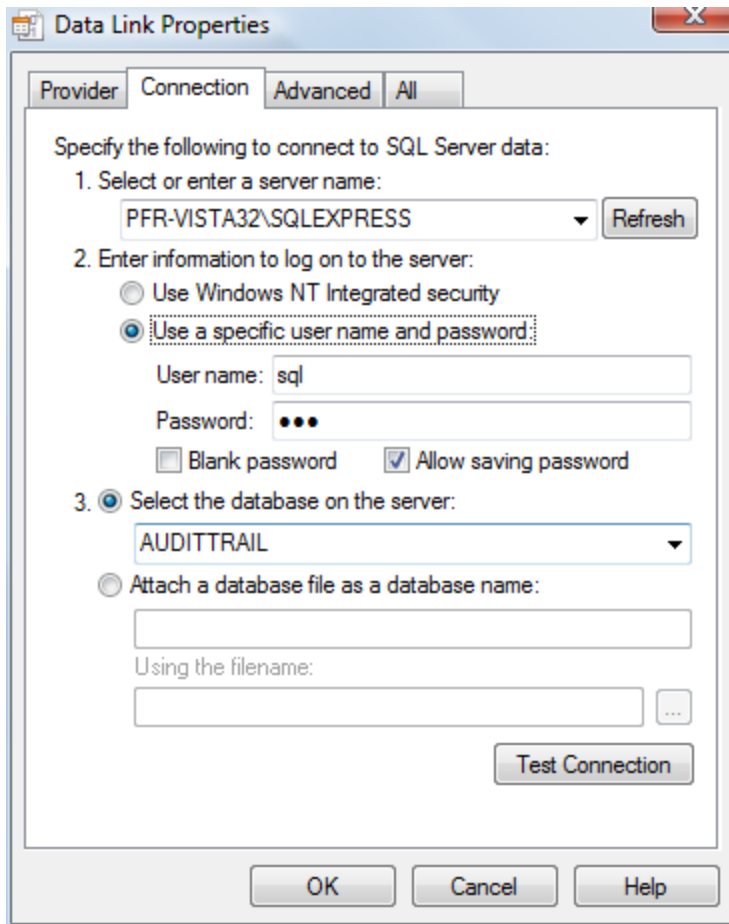 Data Link Properties
X
Provider Connection Advanced All
Specify the following to connect to SQL Server data:
1. Select or enter a server name:
PFR-VISTA32\SQLEXPRESS Refresh
2. Enter information to log on to the server:
Use Windows NT Integrated security
Use a specific user name and password:
User name: sql
Password: •••
Blank password Allow saving password
3. Select the database on the server:
AUDITTRAIL
Attach a database file as a database name:
Using the filename:
...
Test Connection
OK Cancel Help